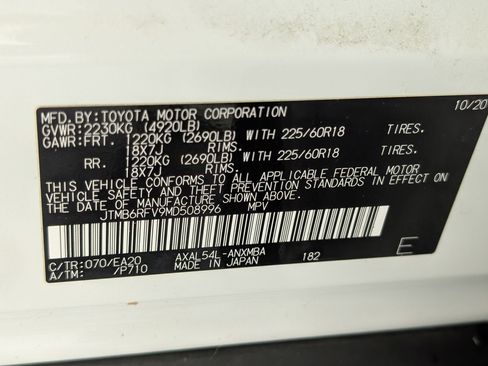 MFD.BY:TOYOTA MOTOR CORPORATION 10/20
GVWR:2230KG (4920LB)
GAWR:FRT. 1220KG (2690LB) WITH 225/60R18 TIRES.
18X7J RIMS.
RR. 1220KG (2690LB) WITH 225/60R18 TIRES.
18X7J RIMS.
THIS VEHICLE CONFORMS TO ALL APPLICABLE FEDERAL MOTOR
VEHICLE SAFETY AND THEFT PREVENTION STANDARDS IN EFFECT ON
THE DATE OF MANUFACTURE SHOWN ABOVE.
JTMB6RFV9MD508996 MPV
C/TR:070/EA20 AXAL54L-ANXMBA 182 E
A/TM: /P710 MADE IN JAPAN